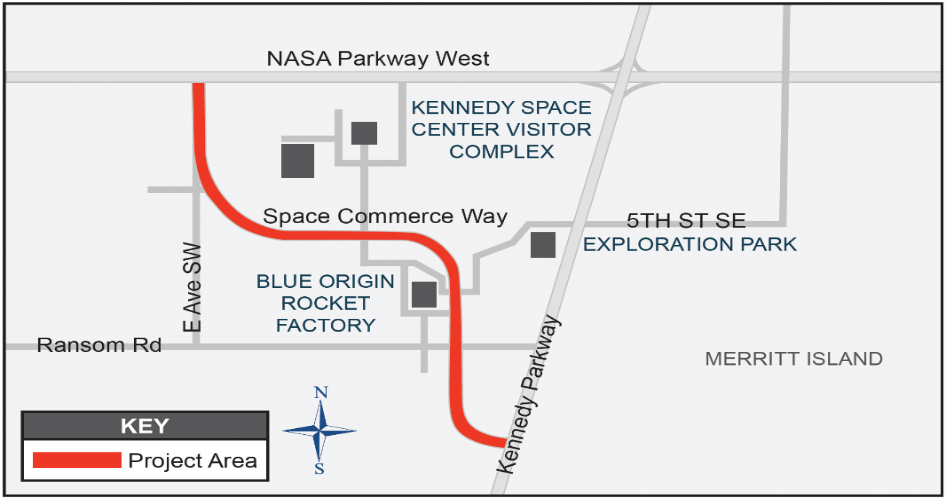 NASA Parkway West
KENNEDY SPACE
CENTER VISITOR
COMPLEX
Space Commerce Way
5TH ST SE
EXPLORATION PARK
E Ave SW
BLUE ORIGIN
ROCKET
FACTORY
Ransom Rd
Kennedy Parkway
MERRITT ISLAND
KEY
Project Area
N
S